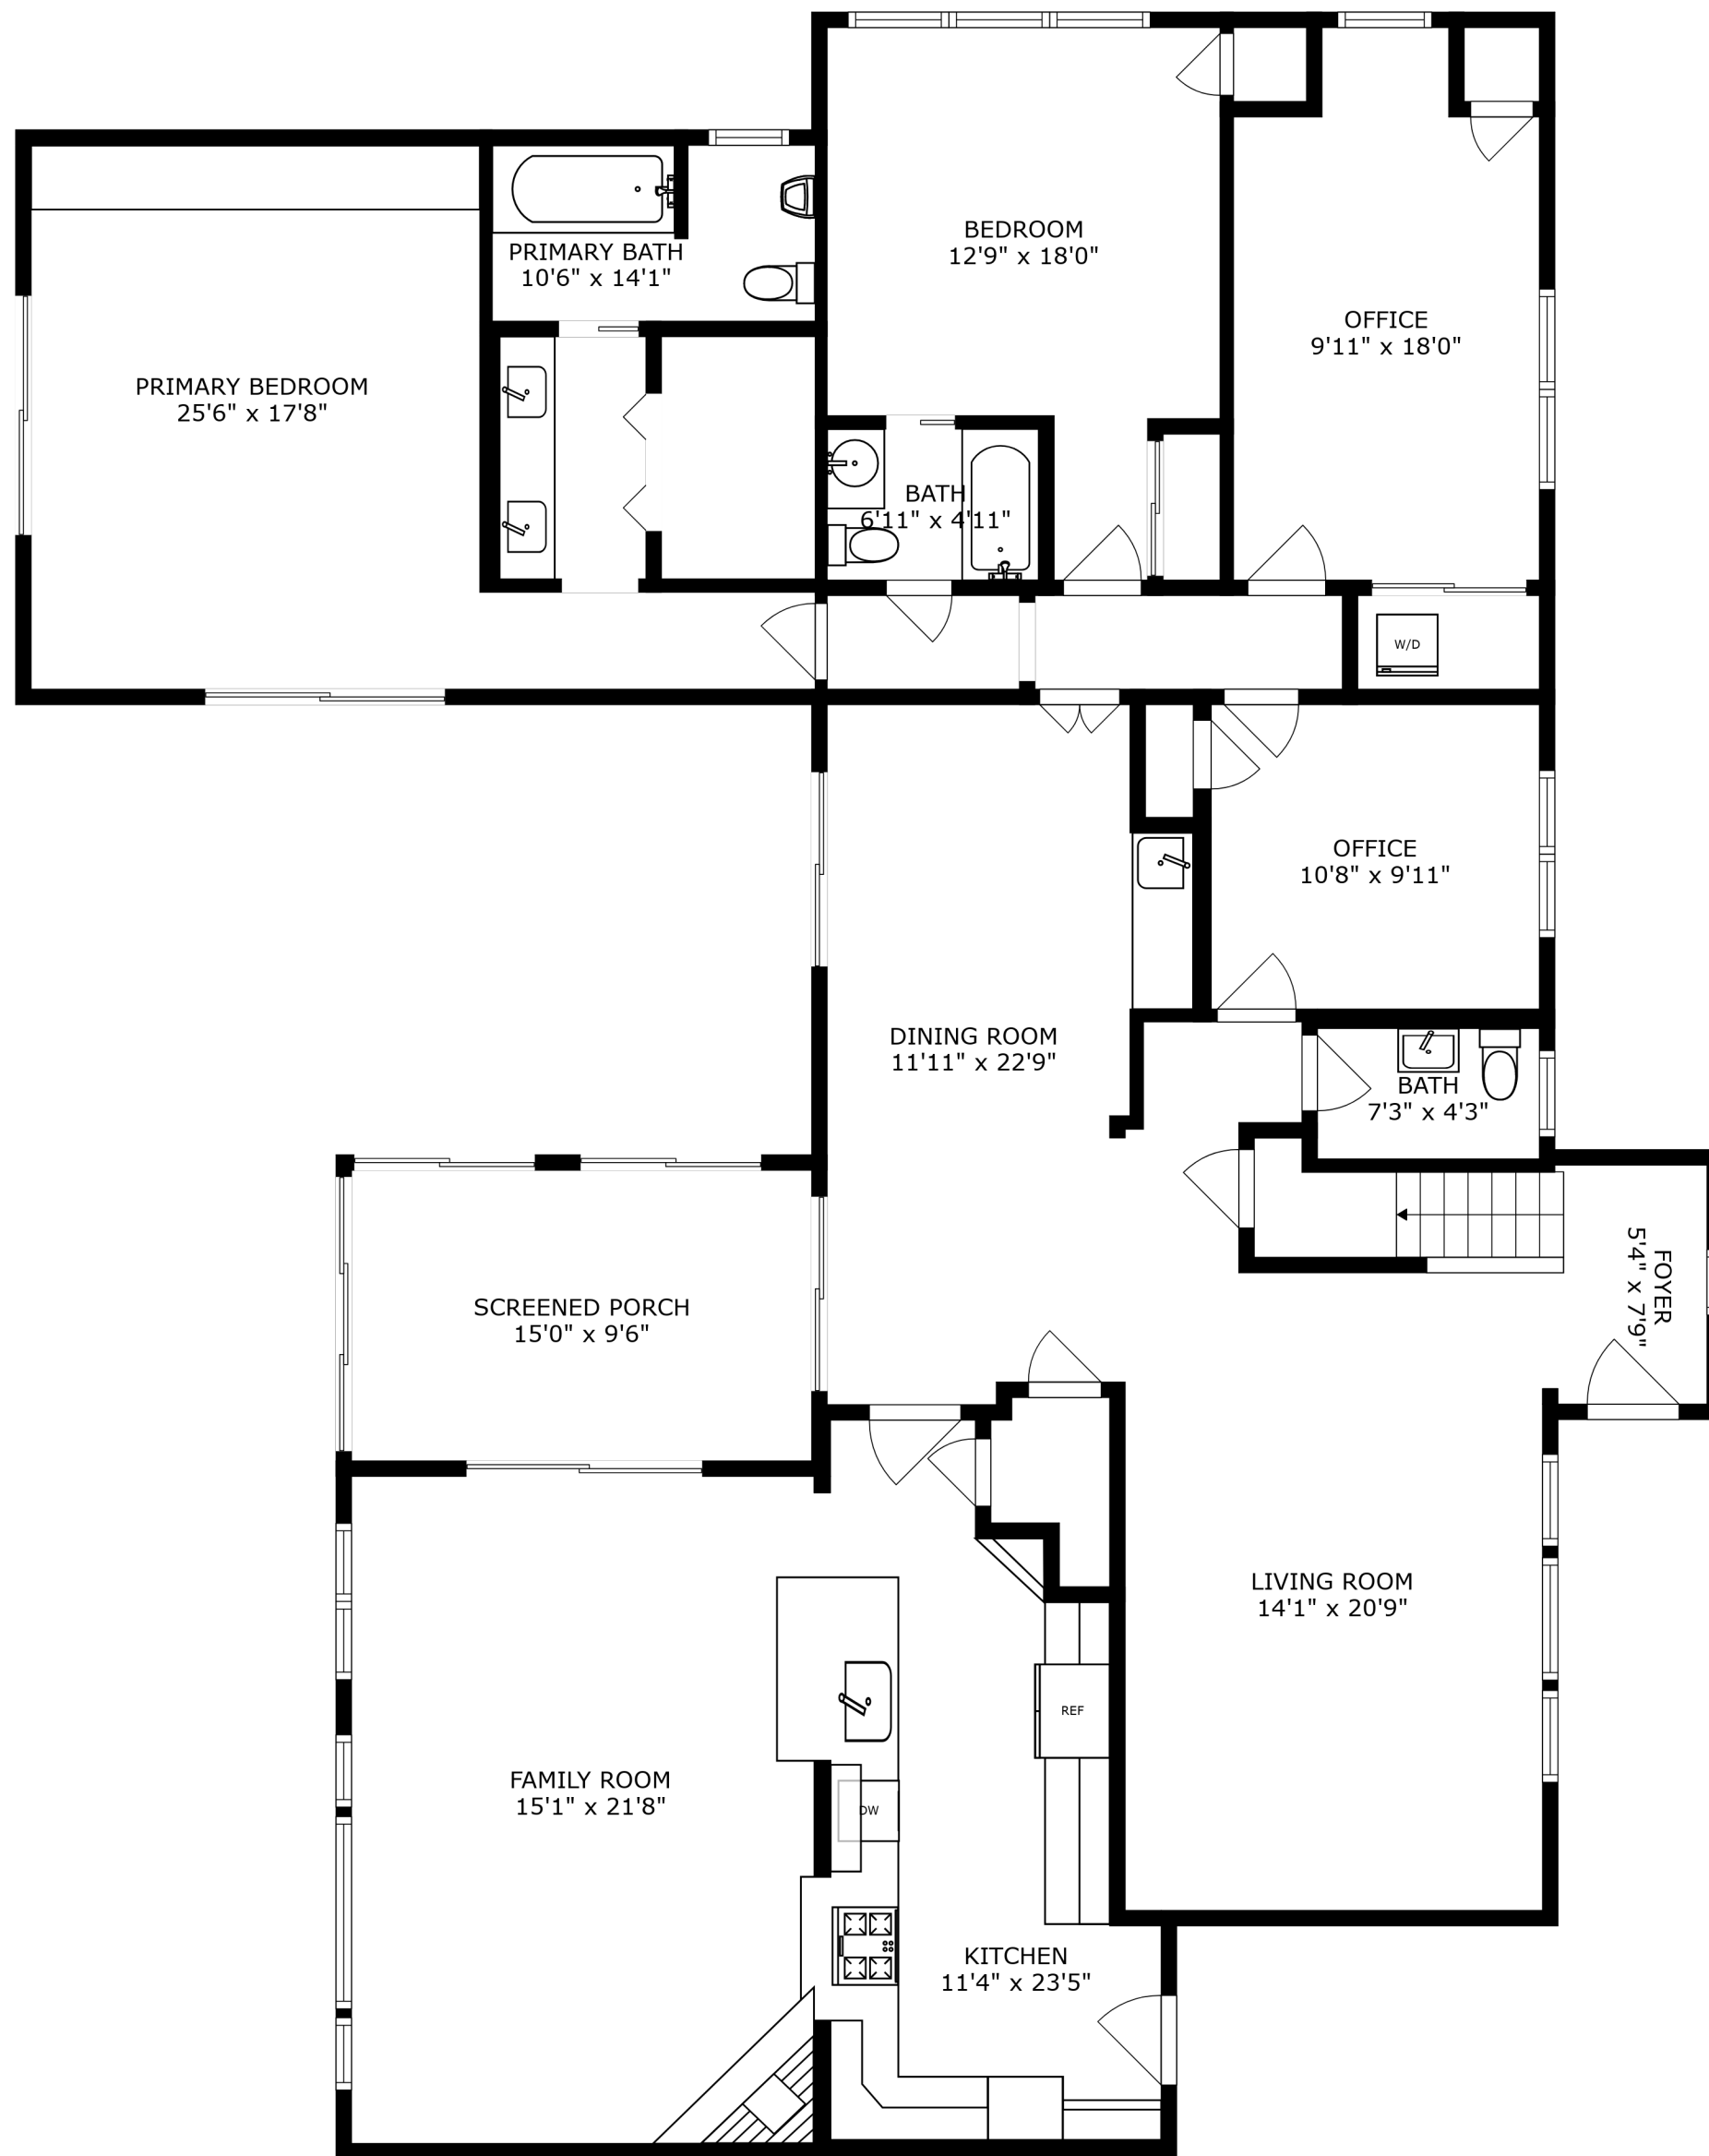 BEDROOM
12'9" x 18'0"
PRIMARY BATH
10'6" x 14'1"
OFFICE
9'11" x 18'0"
PRIMARY BEDROOM
25'6" x 17'8"
BATH
6'11" x 4'11"
W/D
OFFICE
10'8" x 9'11"
DINING ROOM
11'11" x 22'9"
BATH
7'3" x 4'3"
FOYER
5'4" x 7'9"
SCREENED PORCH
15'0" x 9'6"
LIVING ROOM
14'1" x 20'9"
REF
FAMILY ROOM
15'1" x 21'8"
DW
KITCHEN
11'4" x 23'5"